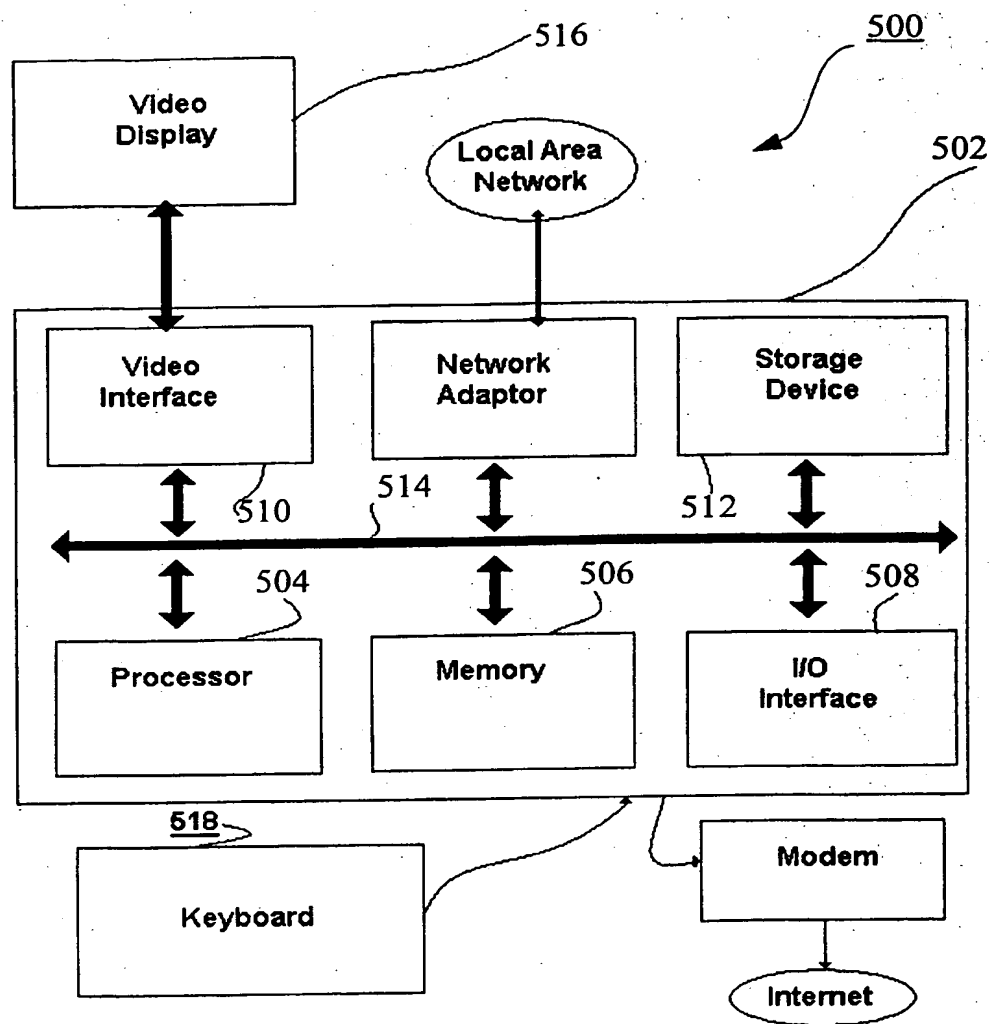 516
500
Video
Display
Local Area
Network
502
Video
Interface
Network
Adaptor
Storage
Device
510
514
512
504
506
508
Processor
Memory
I/O
Interface
518
Keyboard
Modem
Internet